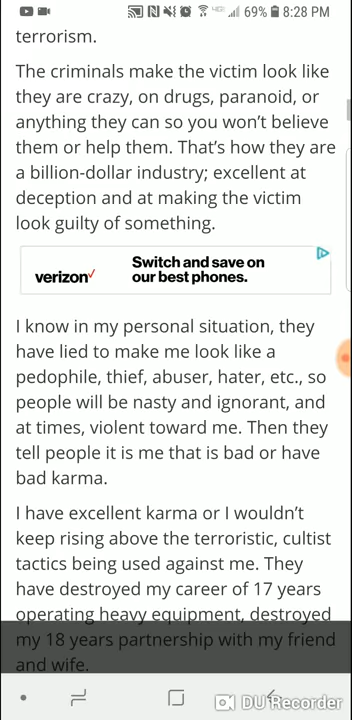 69% 8:28 PM
terrorism.
The criminals make the victim look like
they are crazy, on drugs, paranoid, or
anything they can so you won't believe
them or help them. That's how they are
a billion-dollar industry; excellent at
deception and at making the victim
look guilty of something.
Switch and save on
our best phones.
verizon✓
I know in my personal situation, they
have lied to make me look like a
pedophile, thief, abuser, hater, etc., so
people will be nasty and ignorant, and
at times, violent toward me. Then they
tell people it is me that is bad or have
bad karma.
I have excellent karma or I wouldn't
keep rising above the terroristic, cultist
tactics being used against me. They
have destroyed my career of 17 years
operating heavy equipment, destroyed
my 18 years partnership with my friend
and wife.
DU Recorder